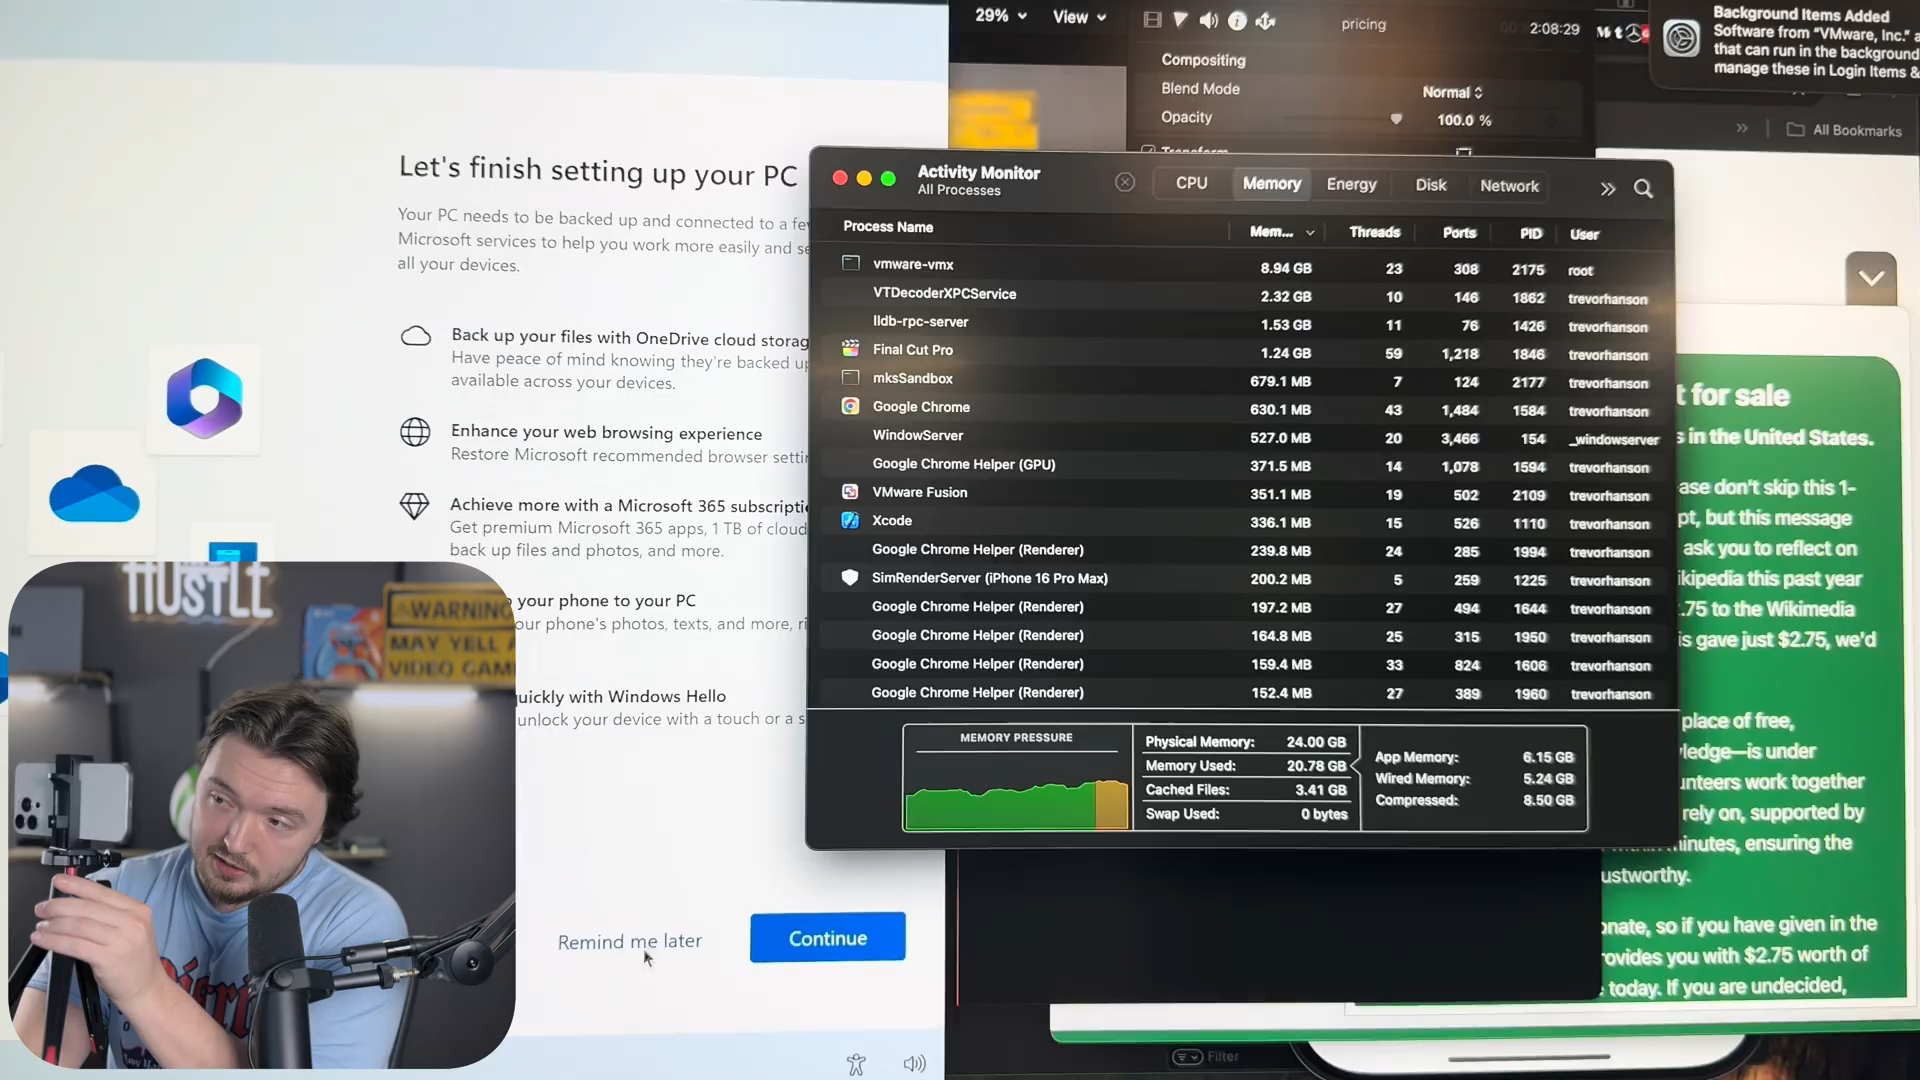 29%
View
pricing
2:08:29
Background Items Added
Software from "VMware, Inc." a
that can run in the background
manage these in Login Items &
Compositing
Blend Mode
Normal
Opacity
100.0 %
Transform
All Bookmarks
Let's finish setting up your PC
Your PC needs to be backed up and connected to a few
Microsoft services to help you work more easily and se
all your devices.
Back up your files with OneDrive cloud storag
Have peace of mind knowing they're backed up
available across your devices.
Enhance your web browsing experience
Restore Microsoft recommended browser settin
Achieve more with a Microsoft 365 subscriptio
Get premium Microsoft 365 apps, 1 TB of cloud
back up files and photos, and more.
your phone to your PC
our phone's photos, texts, and more, ri
uickly with Windows Hello
unlock your device with a touch or a s
Remind me later
Continue
Activity Monitor
All Processes
CPU
Memory
Energy
Disk
Network
Process Name Mem... Threads Ports PID User
vmware-vmx 8.94 GB 23 308 2175 root
VTDecoderXPCService 2.32 GB 10 146 1862 trevorhanson
lldb-rpc-server 1.53 GB 11 76 1426 trevorhanson
Final Cut Pro 1.24 GB 59 1,218 1846 trevorhanson
mksSandbox 679.1 MB 7 124 2177 trevorhanson
Google Chrome 630.1 MB 43 1,484 1584 trevorhanson
WindowServer 527.0 MB 20 3,466 154 _windowserver
Google Chrome Helper (GPU) 371.5 MB 14 1,078 1594 trevorhanson
VMware Fusion 351.1 MB 19 502 2109 trevorhanson
Xcode 336.1 MB 15 526 1110 trevorhanson
Google Chrome Helper (Renderer) 239.8 MB 24 285 1994 trevorhanson
SimRenderServer (iPhone 16 Pro Max) 200.2 MB 5 259 1225 trevorhanson
Google Chrome Helper (Renderer) 197.2 MB 27 494 1644 trevorhanson
Google Chrome Helper (Renderer) 164.8 MB 25 315 1950 trevorhanson
Google Chrome Helper (Renderer) 159.4 MB 33 824 1606 trevorhanson
Google Chrome Helper (Renderer) 152.4 MB 27 389 1960 trevorhanson
MEMORY PRESSURE
Physical Memory: 24.00 GB
Memory Used: 20.78 GB
Cached Files: 3.41 GB
Swap Used: 0 bytes
App Memory: 6.15 GB
Wired Memory: 5.24 GB
Compressed: 8.50 GB
t for sale
s in the United States.
ase don't skip this 1-
pt, but this message
ask you to reflect on
ikipedia this past year
.75 to the Wikimedia
is gave just $2.75, we'd
place of free,
ledge—is under
unteers work together
rely on, supported by
minutes, ensuring the
ustworthy.
onate, so if you have given in the
rovides you with $2.75 worth of
today. If you are undecided,
Filter
HUSTLE
WARNING
MAY YELL A
VIDEO GAM